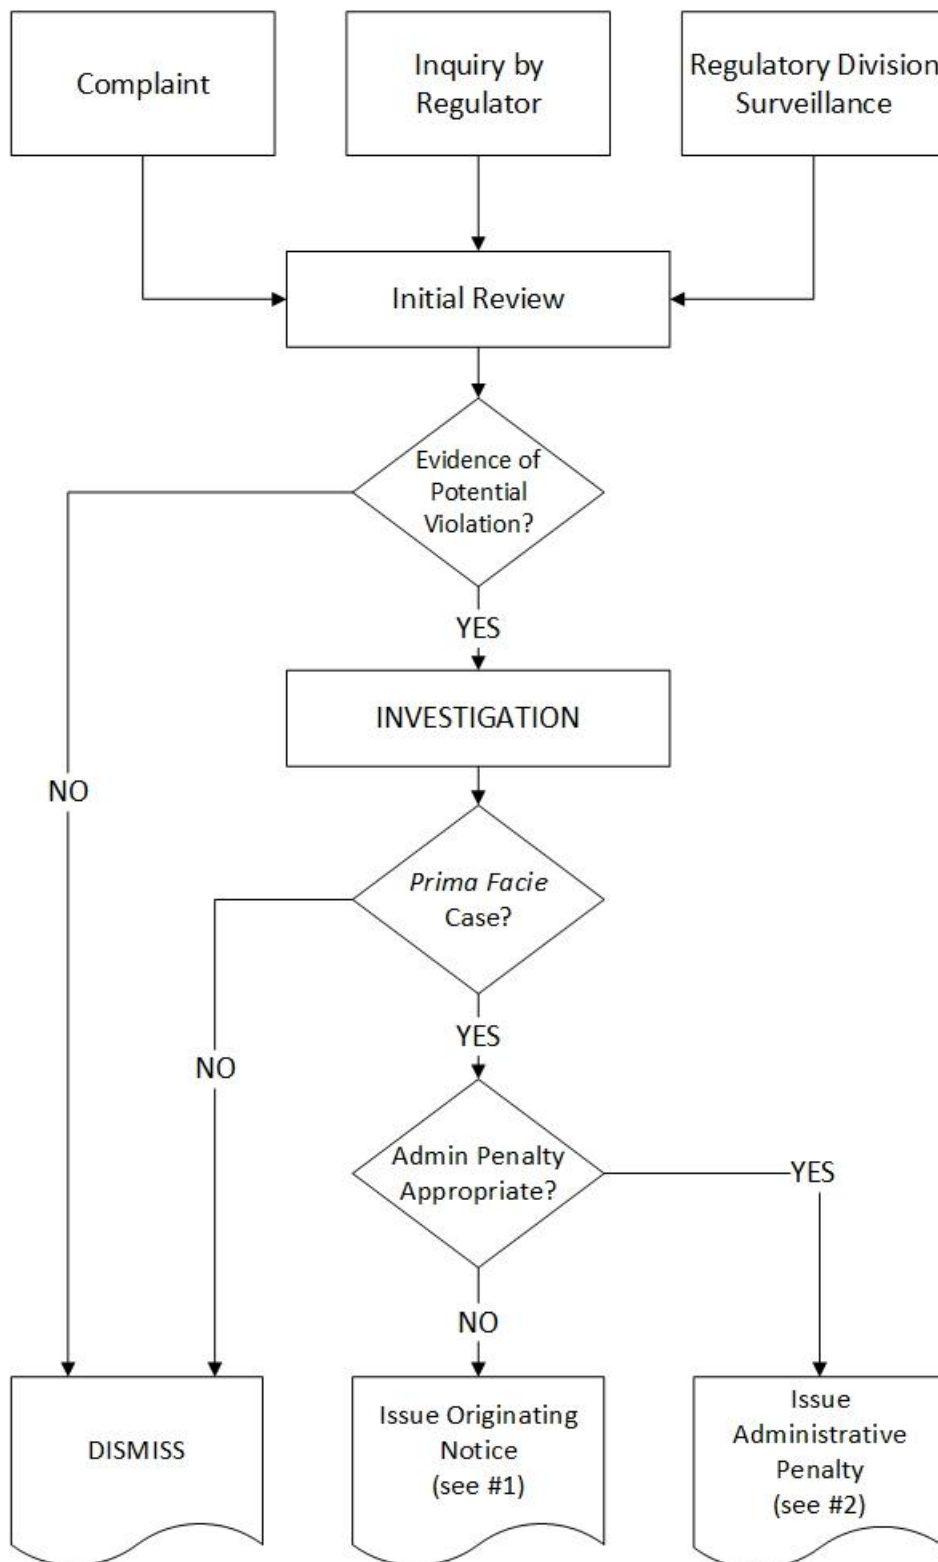 Complaint
Inquiry by
Regulator
Regulatory Division
Surveillance
Initial Review
Evidence of
Potential
Violation?
YES
INVESTIGATION
NO
Prima Facie
Case?
YES
NO
Admin Penalty
Appropriate?
YES
NO
DISMISS
Issue Originating
Notice
(see #1)
Issue
Administrative
Penalty
(see #2)